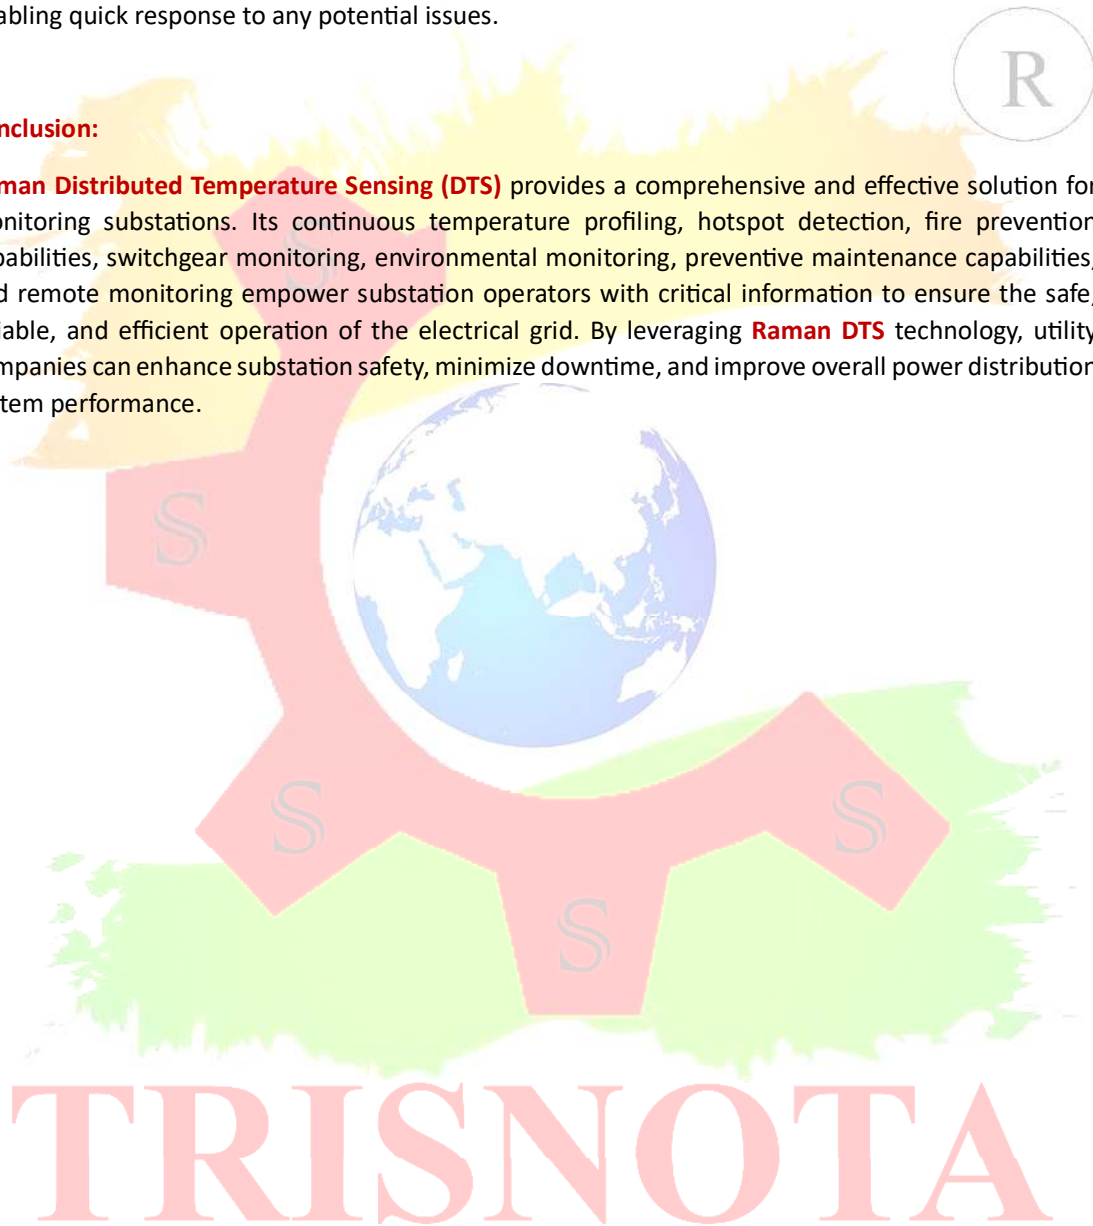 abling quick response to any potential issues.
R
nclusion:
man Distributed Temperature Sensing (DTS) provides a comprehensive and effective solution for
onitoring substations. Its continuous temperature profiling, hotspot detection, fire prevention
pabilities, switchgear monitoring, environmental monitoring, preventive maintenance capabilities,
d remote monitoring empower substation operators with critical information to ensure the safe,
iable, and efficient operation of the electrical grid. By leveraging Raman DTS technology, utility
mpanies can enhance substation safety, minimize downtime, and improve overall power distribution
tem performance.
S
S
S
S
S
TRISNOTA